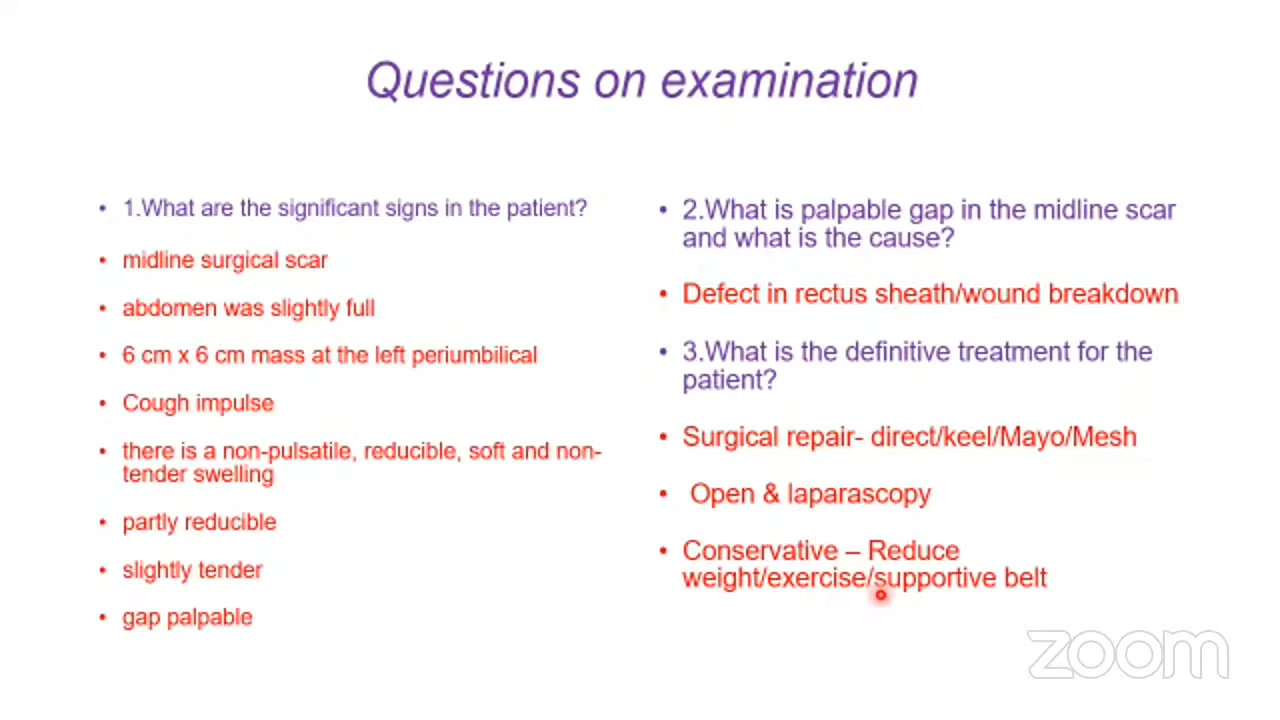 Questions on examination
• 1.What are the significant signs in the patient?
• midline surgical scar
• abdomen was slightly full
• 6 cm x 6 cm mass at the left periumbilical
• Cough impulse
• there is a non-pulsatile, reducible, soft and non-
tender swelling
• partly reducible
• slightly tender
• gap palpable
• 2.What is palpable gap in the midline scar
and what is the cause?
• Defect in rectus sheath/wound breakdown
• 3.What is the definitive treatment for the
patient?
• Surgical repair- direct/keel/Mayo/Mesh
• Open & laparascopy
• Conservative – Reduce
weight/exercise/supportive belt
zoom